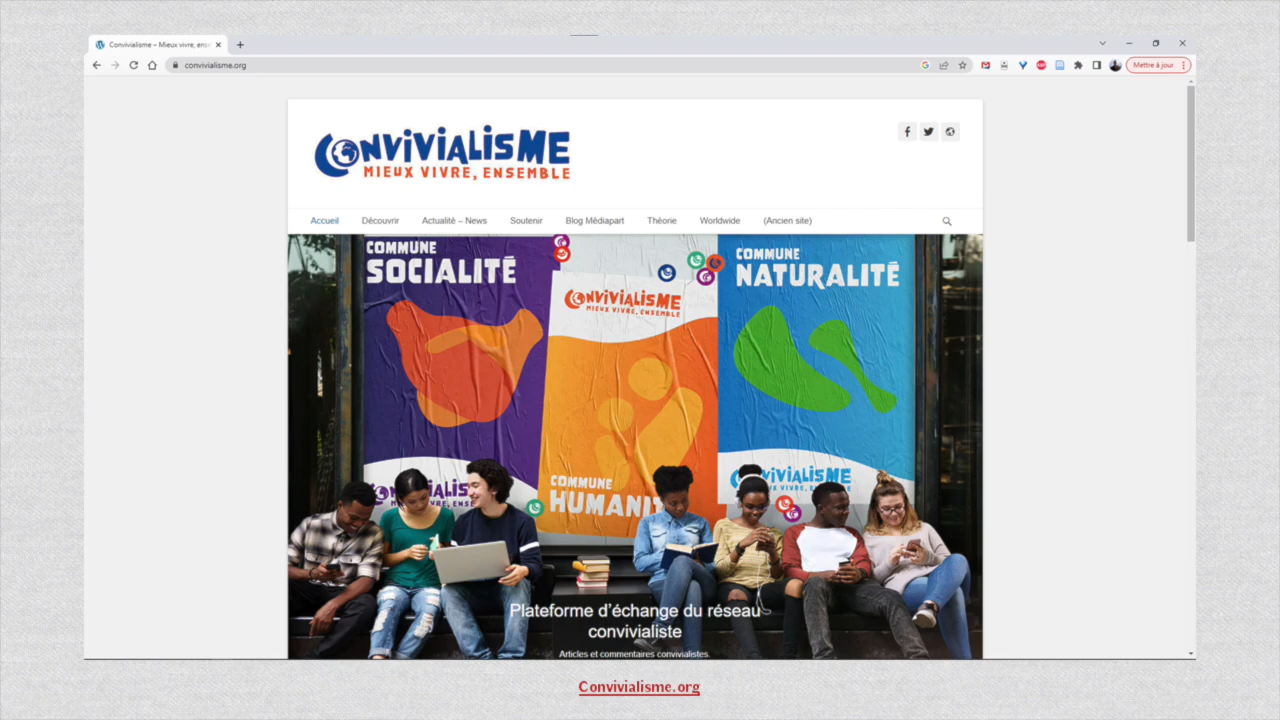 Convivialisme – Mieux vivre, ens
convivialisme.org
Mettre à jour
CONVIVIALISME
MIEUX VIVRE, ENSEMBLE
Accueil Découvrir Actualité – News Soutenir Blog Médiapart Théorie Worldwide (Ancien site)
COMMUNE
SOCIALITÉ
CONVIVIALISME
MIEUX VIVRE, ENSEMBLE
COMMUNE
NATURALITÉ
COMMUNE
HUMANIT
CONVIVIALISME
Plateforme d'échange du réseau
convivialiste
Articles et commentaires convivialistes.
Convivialisme.org